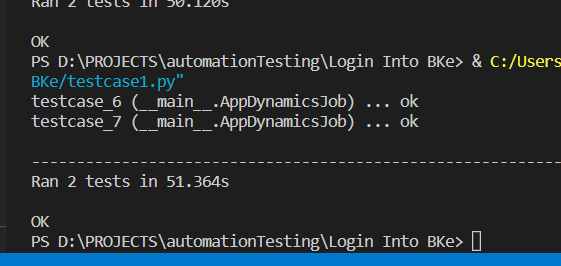 Ran 2 tests in 50.120s
OK
PS D:\PROJECTS\automationTesting\Login Into BKe> & C:/Users
BKe/testcase1.py"
testcase_6 (__main__.AppDynamicsJob) ... ok
testcase_7 (__main__.AppDynamicsJob) ... ok
----------------------------------------------------------------------
Ran 2 tests in 51.364s
OK
PS D:\PROJECTS\automationTesting\Login Into BKe>